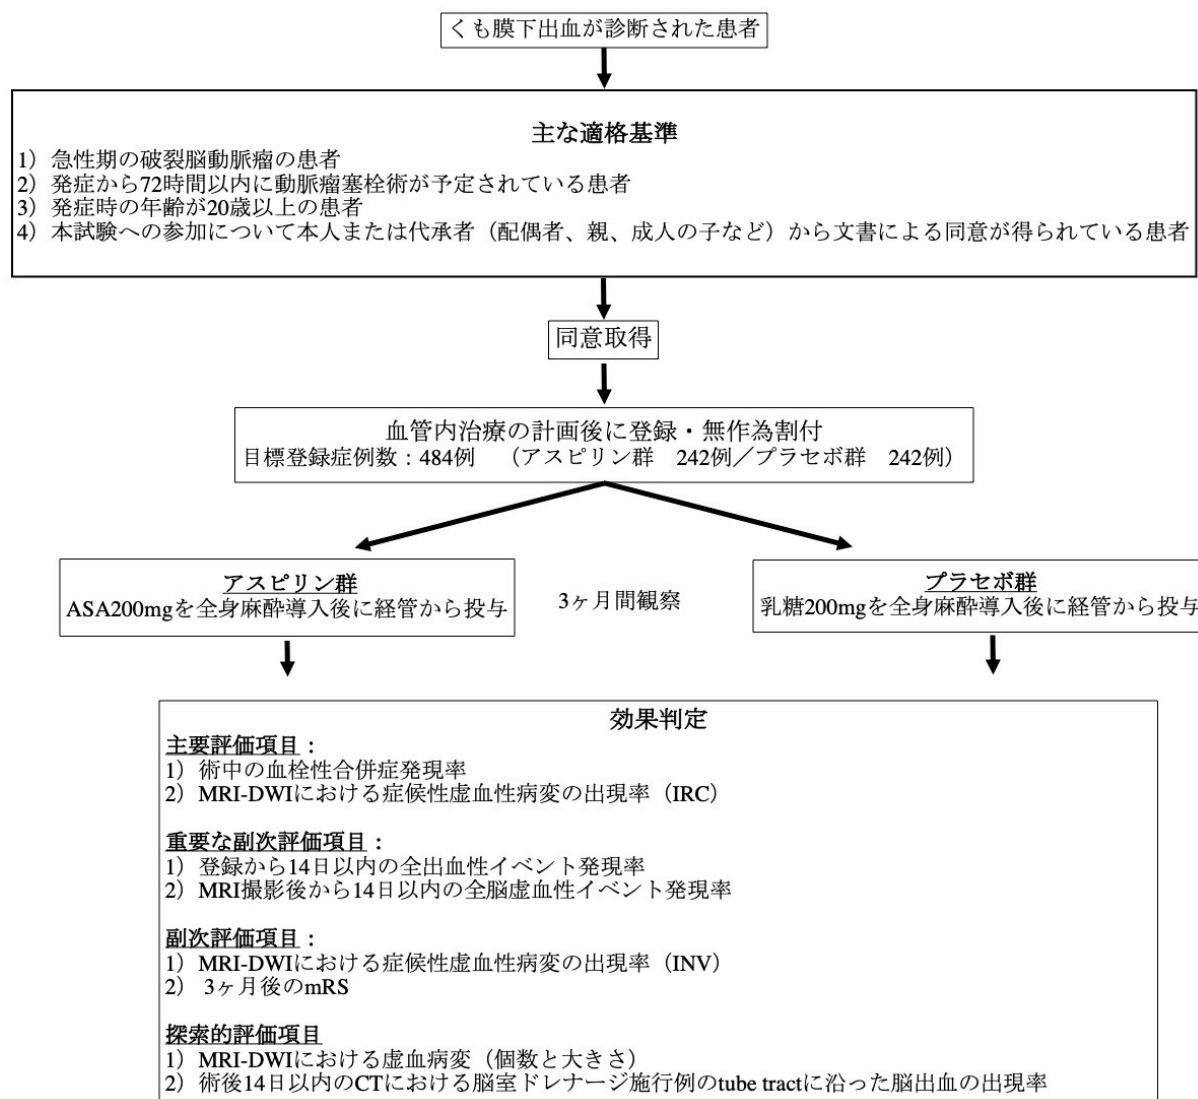 くも膜下出血が診断された患者
主な適格基準
1）急性期の破裂脳動脈瘤の患者
2）発症から72時間以内に動脈瘤塞栓術が予定されている患者
3）発症時の年齢が20歳以上の患者
4）本試験への参加について本人または代承者（配偶者、親、成人の子など）から文書による同意が得られている患者
同意取得
血管内治療の計画後に登録・無作為割付
目標登録症例数：484例　（アスピリン群　242例／プラセボ群　242例）
アスピリン群
ASA200mgを全身麻酔導入後に経管から投与
3ヶ月間観察
プラセボ群
乳糖200mgを全身麻酔導入後に経管から投与
効果判定
主要評価項目：
1）術中の血栓性合併症発現率
2）MRI-DWIにおける症候性虚血性病変の出現率（IRC）
重要な副次評価項目：
1）登録から14日以内の全出血性イベント発現率
2）MRI撮影後から14日以内の全脳虚血性イベント発現率
副次評価項目：
1）MRI-DWIにおける症候性虚血性病変の出現率（INV）
2） 3ヶ月後のmRS
探索的評価項目
1）MRI-DWIにおける虚血病変（個数と大きさ）
2）術後14日以内のCTにおける脳室ドレナージ施行例のtube tractに沿った脳出血の出現率